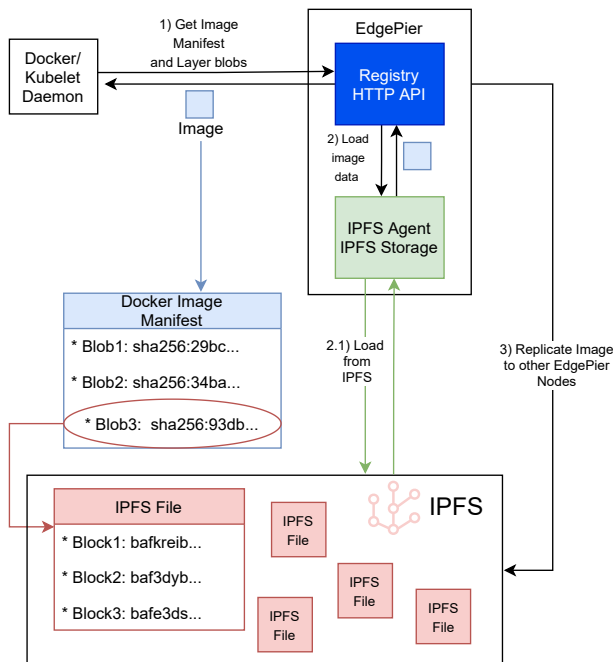 1) Get Image
Manifest
and Layer blobs
EdgePier
Docker/
Kubelet
Daemon
Registry
HTTP API
Image
2) Load
image
data
IPFS Agent
IPFS Storage
Docker Image
Manifest
* Blob1: sha256:29bc...
* Blob2: sha256:34ba...
* Blob3: sha256:93db...
2.1) Load
from
IPFS
3) Replicate Image
to other EdgePier
Nodes
IPFS
IPFS File
* Block1: bafkreib...
* Block2: baf3dyb...
* Block3: bafe3ds...
IPFS
File
IPFS
File
IPFS
File
IPFS
File